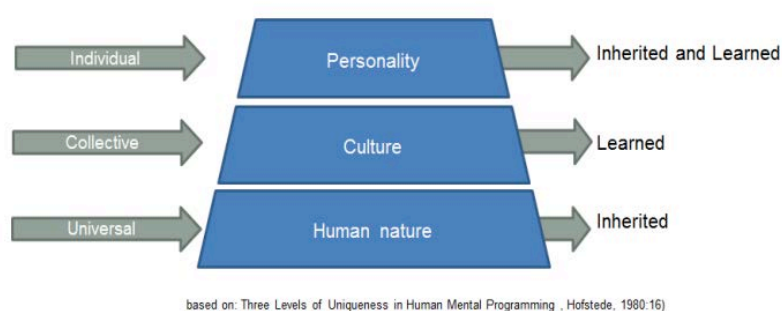 Individual
Personality
Inherited and Learned
Collective
Culture
Learned
Universal
Human nature
Inherited
based on: Three Levels of Uniqueness in Human Mental Programming , Hofstede, 1980:16)